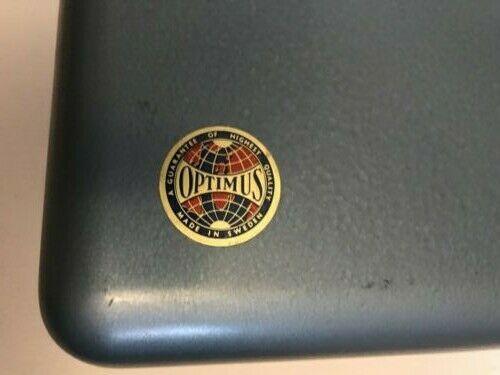 A GUARANTEE OF HIGHEST QUALITY
OPTIMUS
MADE IN SWEDEN